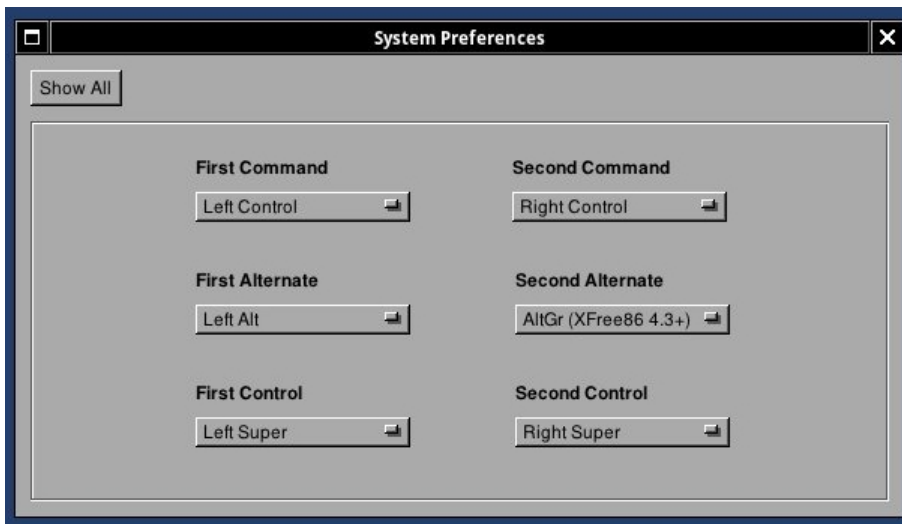 System Preferences
Show All
First Command
Second Command
Left Control
Right Control
First Alternate
Second Alternate
Left Alt
AltGr (XFree86 4.3+)
First Control
Second Control
Left Super
Right Super